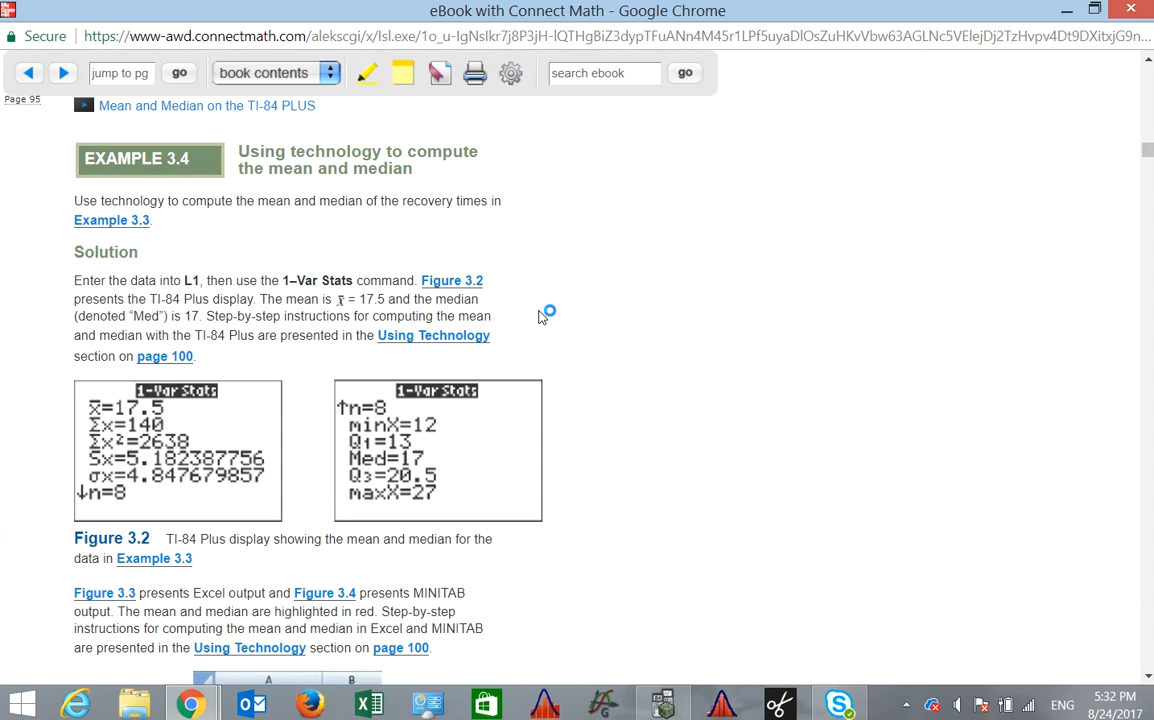 eBook with Connect Math - Google Chrome
Secure
jump to pg
go
book contents
search ebook
go
Page 95
Mean and Median on the TI-84 PLUS
EXAMPLE 3.4
Using technology to compute
the mean and median
Use technology to compute the mean and median of the recovery times in
Example 3.3.
Solution
Enter the data into L1, then use the 1–Var Stats command. Figure 3.2
presents the TI-84 Plus display. The mean is x̄ = 17.5 and the median
(denoted “Med”) is 17. Step-by-step instructions for computing the mean
and median with the TI-84 Plus are presented in the Using Technology
section on page 100.
1-Var Stats
x̄=17.5
Σx=140
Σx²=2638
Sx=5.182387756
σx=4.847679857
↓n=8
1-Var Stats
↑n=8
minX=12
Q₁=13
Med=17
Q₃=20.5
maxX=27
Figure 3.2 TI-84 Plus display showing the mean and median for the
data in Example 3.3
Figure 3.3 presents Excel output and Figure 3.4 presents MINITAB
output. The mean and median are highlighted in red. Step-by-step
instructions for computing the mean and median in Excel and MINITAB
are presented in the Using Technology section on page 100.
A B
ENG
5:32 PM
8/24/2017